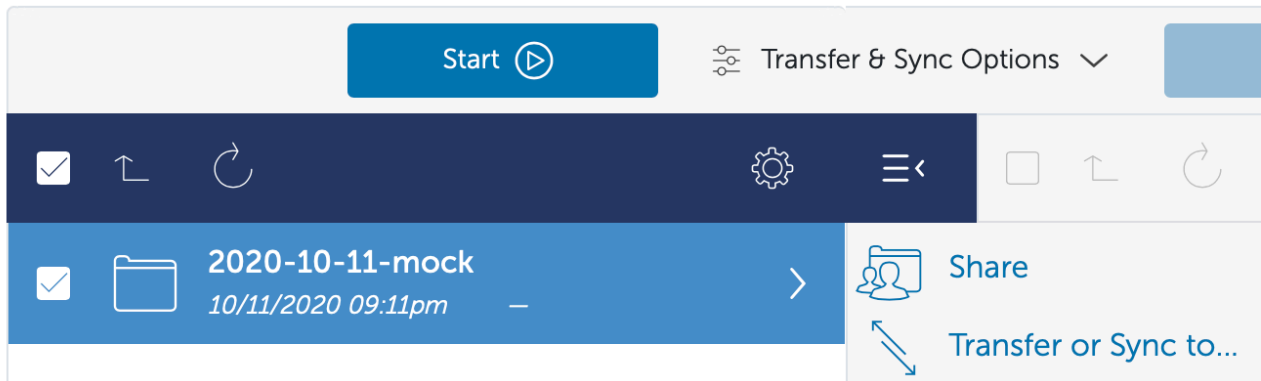 Start
Transfer & Sync Options
2020-10-11-mock
10/11/2020 09:11pm —
Share
Transfer or Sync to...